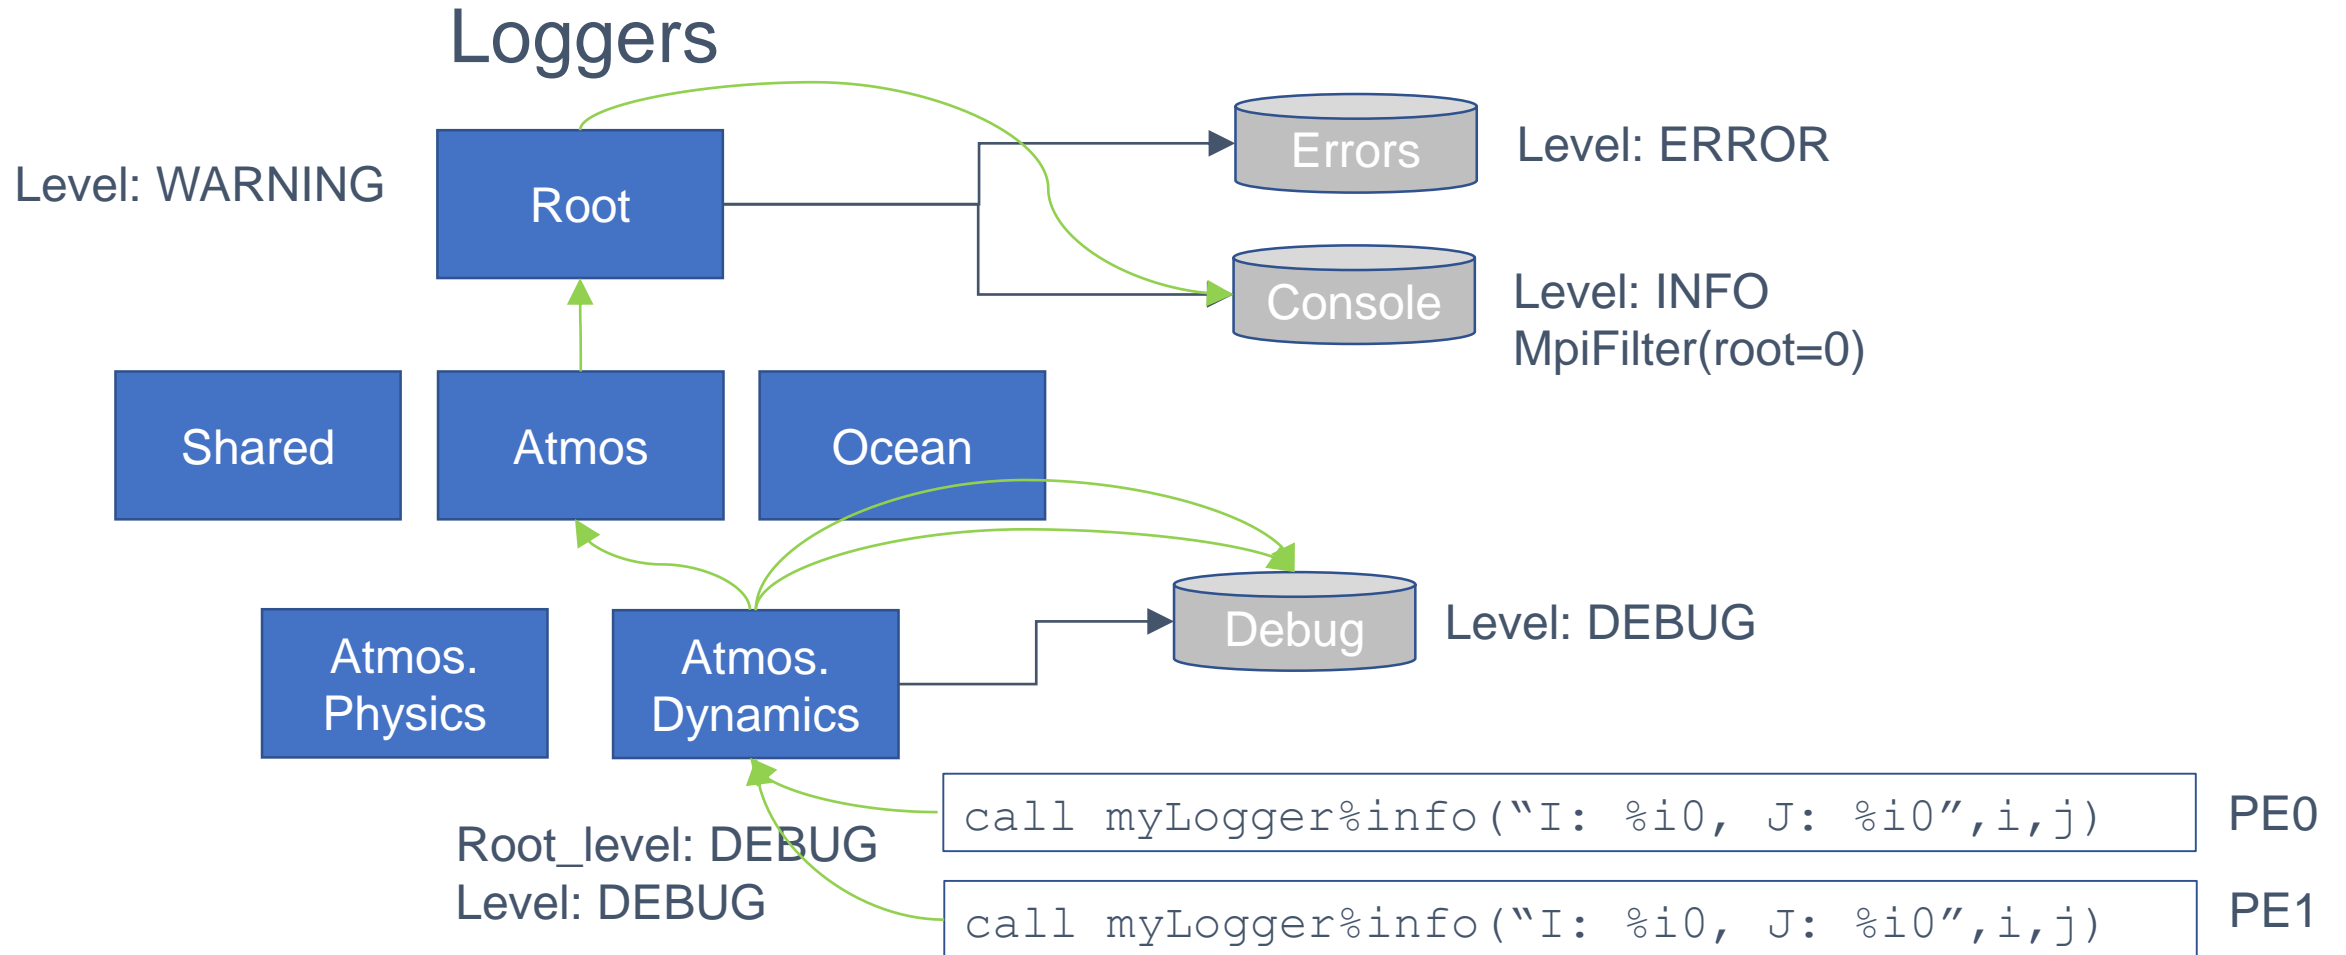 Loggers
Level: WARNING
Root
Errors
Level: ERROR
Console
Level: INFO
MpiFilter(root=0)
Shared
Atmos
Ocean
Debug
Level: DEBUG
Atmos.
Physics
Atmos.
Dynamics
Root_level: DEBUG
Level: DEBUG
call myLogger%info(“I: %i0, J: %i0”,i,j)
PE0
call myLogger%info(“I: %i0, J: %i0”,i,j)
PE1